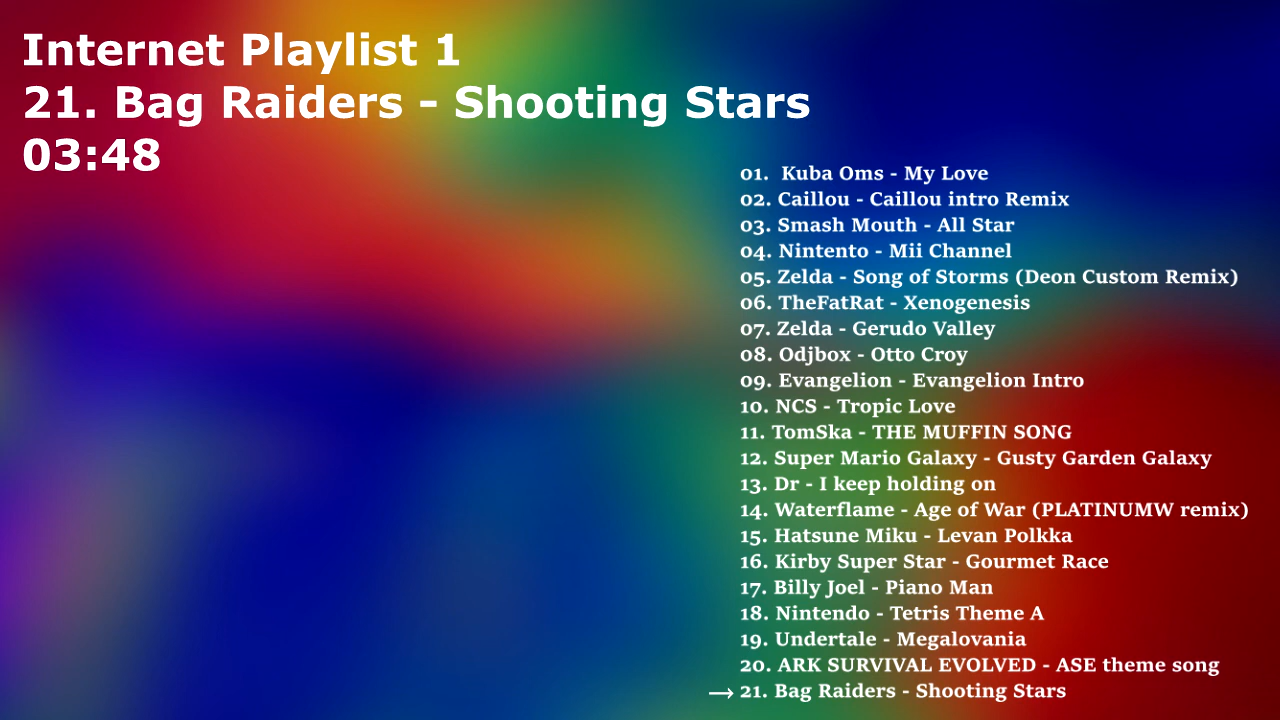 Internet Playlist 1
21. Bag Raiders - Shooting Stars
03:48
01. Kuba Oms - My Love
02. Caillou - Caillou intro Remix
03. Smash Mouth - All Star
04. Nintento - Mii Channel
05. Zelda - Song of Storms (Deon Custom Remix)
06. TheFatRat - Xenogenesis
07. Zelda - Gerudo Valley
08. Odjbox - Otto Croy
09. Evangelion - Evangelion Intro
10. NCS - Tropic Love
11. TomSka - THE MUFFIN SONG
12. Super Mario Galaxy - Gusty Garden Galaxy
13. Dr - I keep holding on
14. Waterflame - Age of War (PLATINUMW remix)
15. Hatsune Miku - Levan Polkka
16. Kirby Super Star - Gourmet Race
17. Billy Joel - Piano Man
18. Nintendo - Tetris Theme A
19. Undertale - Megalovania
20. ARK SURVIVAL EVOLVED - ASE theme song
→ 21. Bag Raiders - Shooting Stars